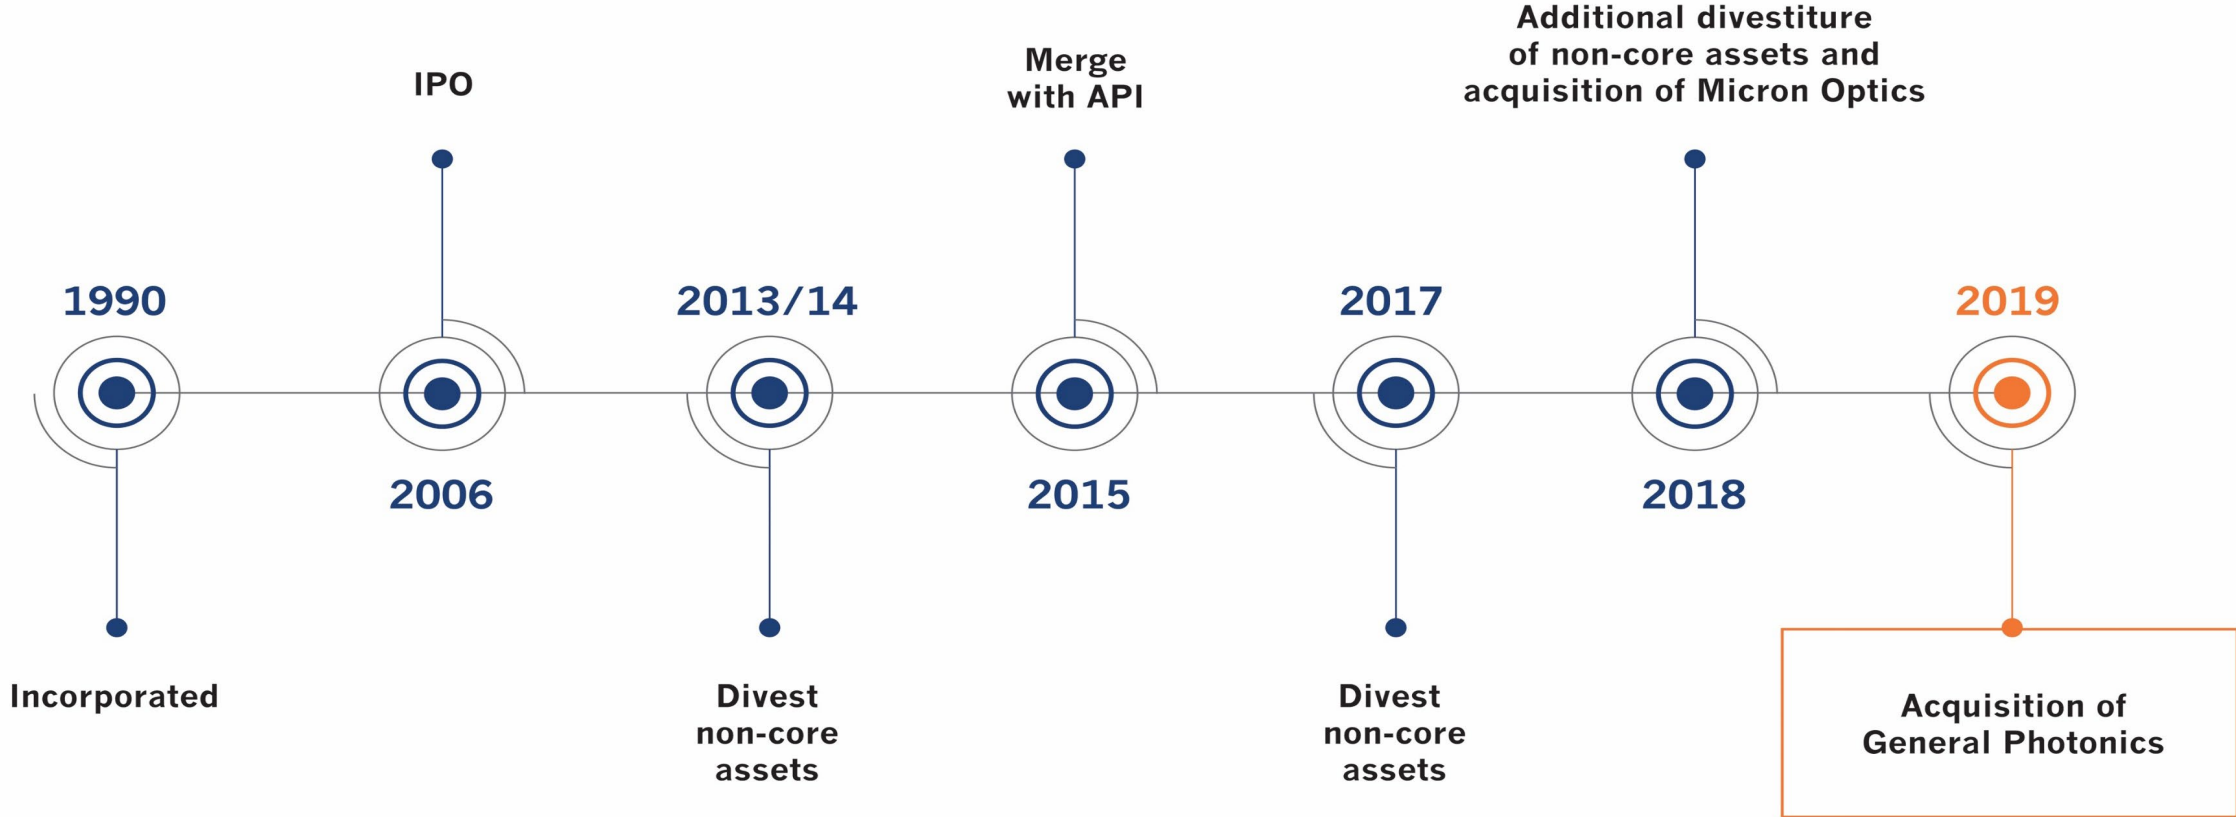 1990
Incorporated
IPO
2006
2013/14
Divest
non-core
assets
Merge
with API
2015
2017
Divest
non-core
assets
Additional divestiture
of non-core assets and
acquisition of Micron Optics
2018
2019
Acquisition of
General Photonics